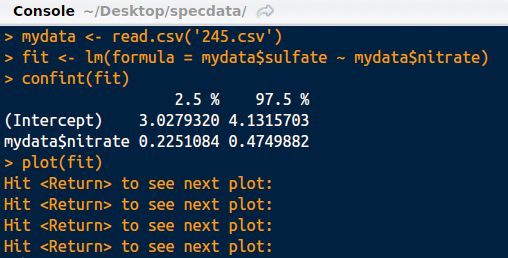 Console ~/Desktop/specdata/
> mydata <- read.csv('245.csv')
> fit <- lm(formula = mydata$sulfate ~ mydata$nitrate)
> confint(fit)
                   2.5 %    97.5 %
(Intercept)    3.0279320 4.1315703
mydata$nitrate 0.2251084 0.4749882
> plot(fit)
Hit <Return> to see next plot:
Hit <Return> to see next plot:
Hit <Return> to see next plot:
Hit <Return> to see next plot: